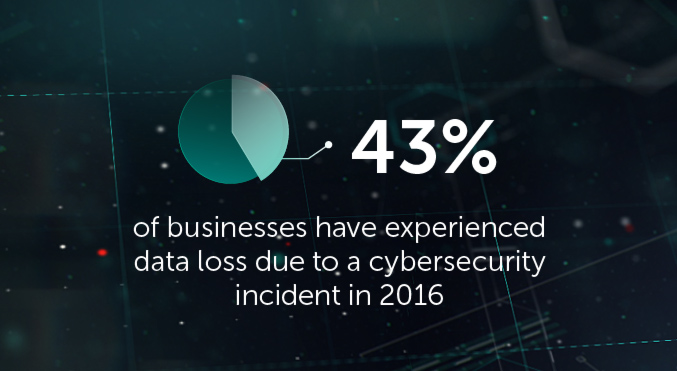 43%
of businesses have experienced
data loss due to a cybersecurity
incident in 2016